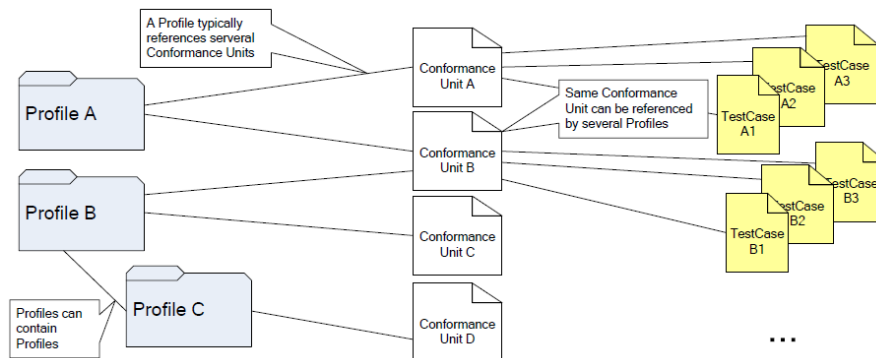 A Profile typically
references serveral
Conformance Units
Profile A
Profile B
Profile C
Profiles can
contain
Profiles
Conformance
Unit A
Same Conformance
Unit can be referenced
by several Profiles
Conformance
Unit B
Conformance
Unit C
Conformance
Unit D
TestCase
A3
TestCase
A2
TestCase
A1
TestCase
B3
TestCase
B2
TestCase
B1
...